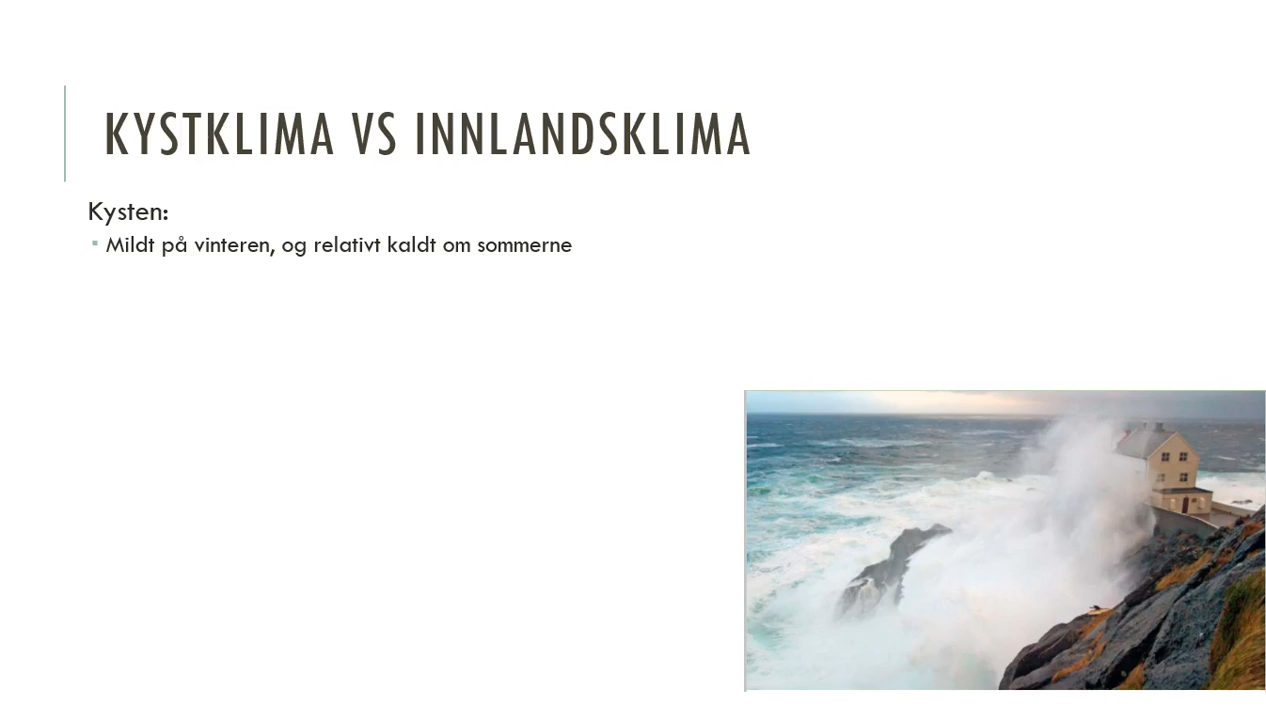 KYSTKLIMA VS INNLANDSKLIMA
Kysten:
▪ Mildt på vinteren, og relativt kaldt om sommerne